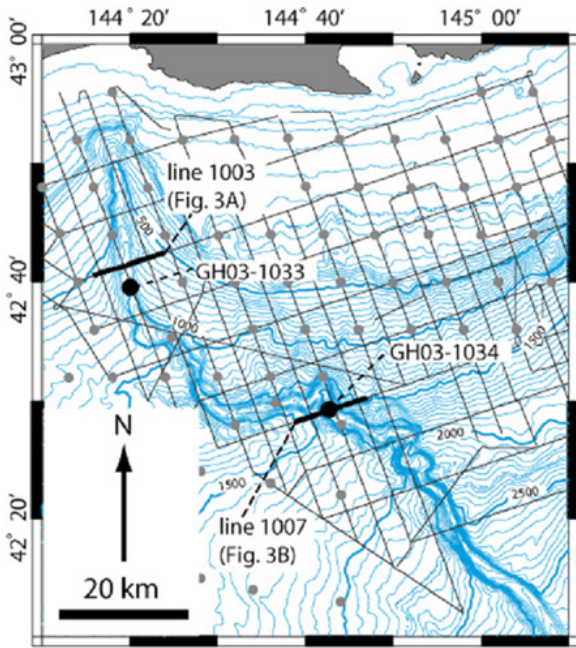 144° 20' 144° 40' 145° 00'
43° 00'
line 1003
(Fig. 3A)
500
GH03-1033
42° 40'
1000
1500
GH03-1034
N
2000
1500
2500
line 1007
(Fig. 3B)
42° 20'
20 km